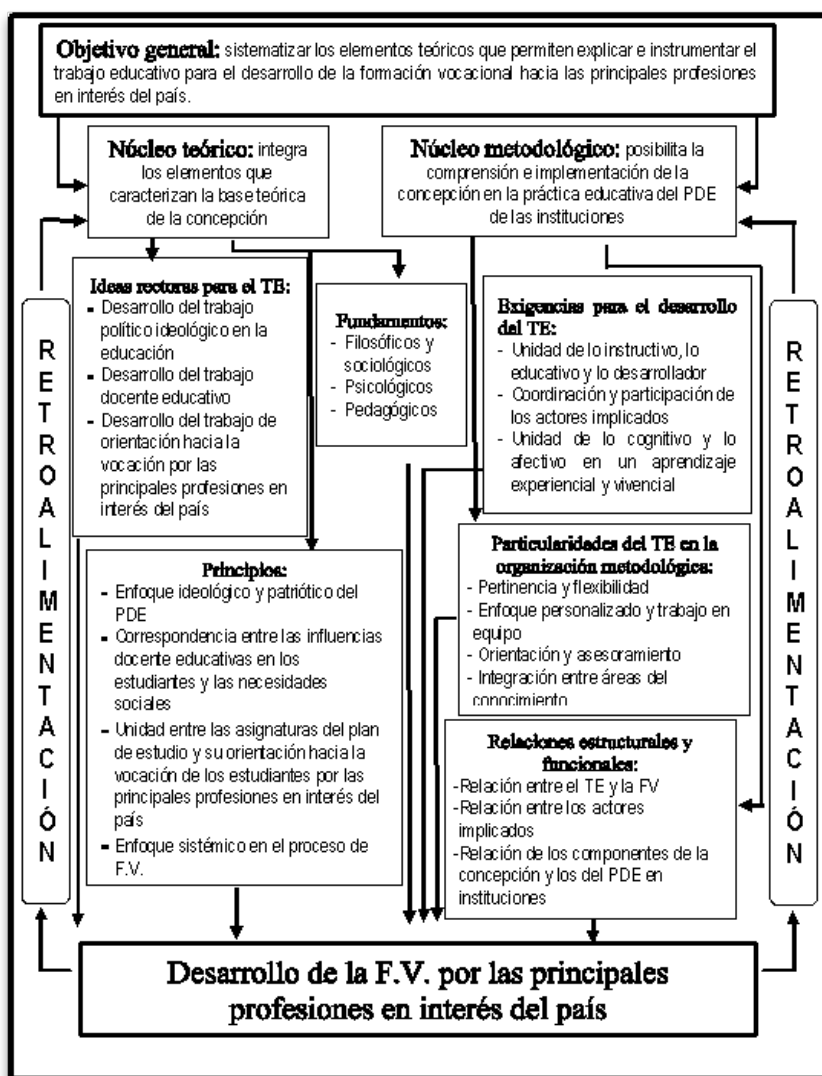 Objetivo general: sistematizar los elementos teóricos que permiten explicar e instrumentar el
trabajo educativo para el desarrollo de la formación vocacional hacia las principales profesiones
en interés del país.
Núcleo teórico: integra
los elementos que
caracterizan la base teórica
de la concepción
Núcleo metodológico: posibilita la
comprensión e implementación de la
concepción en la práctica educativa del PDE
de las instituciones
Ideas rectoras para el TE:
- Desarrollo del trabajo
político ideológico en la
educación
- Desarrollo del trabajo
docente educativo
- Desarrollo del trabajo de
orientación hacia la
vocación por las
principales profesiones en
interés del país
Fundamentos:
- Filosóficos y
sociológicos
- Psicológicos
- Pedagógicos
Exigencias para el desarrollo
del TE:
- Unidad de lo instructivo, lo
educativo y lo desarrollador
- Coordinación y participación de
los actores implicados
- Unidad de lo cognitivo y lo
afectivo en un aprendizaje
experiencial y vivencial
Principios:
- Enfoque ideológico y patriótico del
PDE
- Correspondencia entre las influencias
docente educativas en los
estudiantes y las necesidades
sociales
- Unidad entre las asignaturas del plan
de estudio y su orientación hacia la
vocación de los estudiantes por las
principales profesiones en interés del
país
- Enfoque sistémico en el proceso de
F.V.
Particularidades del TE en la
organización metodológica:
- Pertinencia y flexibilidad
- Enfoque personalizado y trabajo en
equipo
- Orientación y asesoramiento
- Integración entre áreas del
conocimiento
Relaciones estructurales y
funcionales:
-Relación entre el TE y la FV
-Relación entre los actores
implicados
-Relación de los componentes de la
concepción y los del PDE en
instituciones
RETROALIMENTACIÓN
RETROALIMENTACIÓN
Desarrollo de la F.V. por las principales
profesiones en interés del país